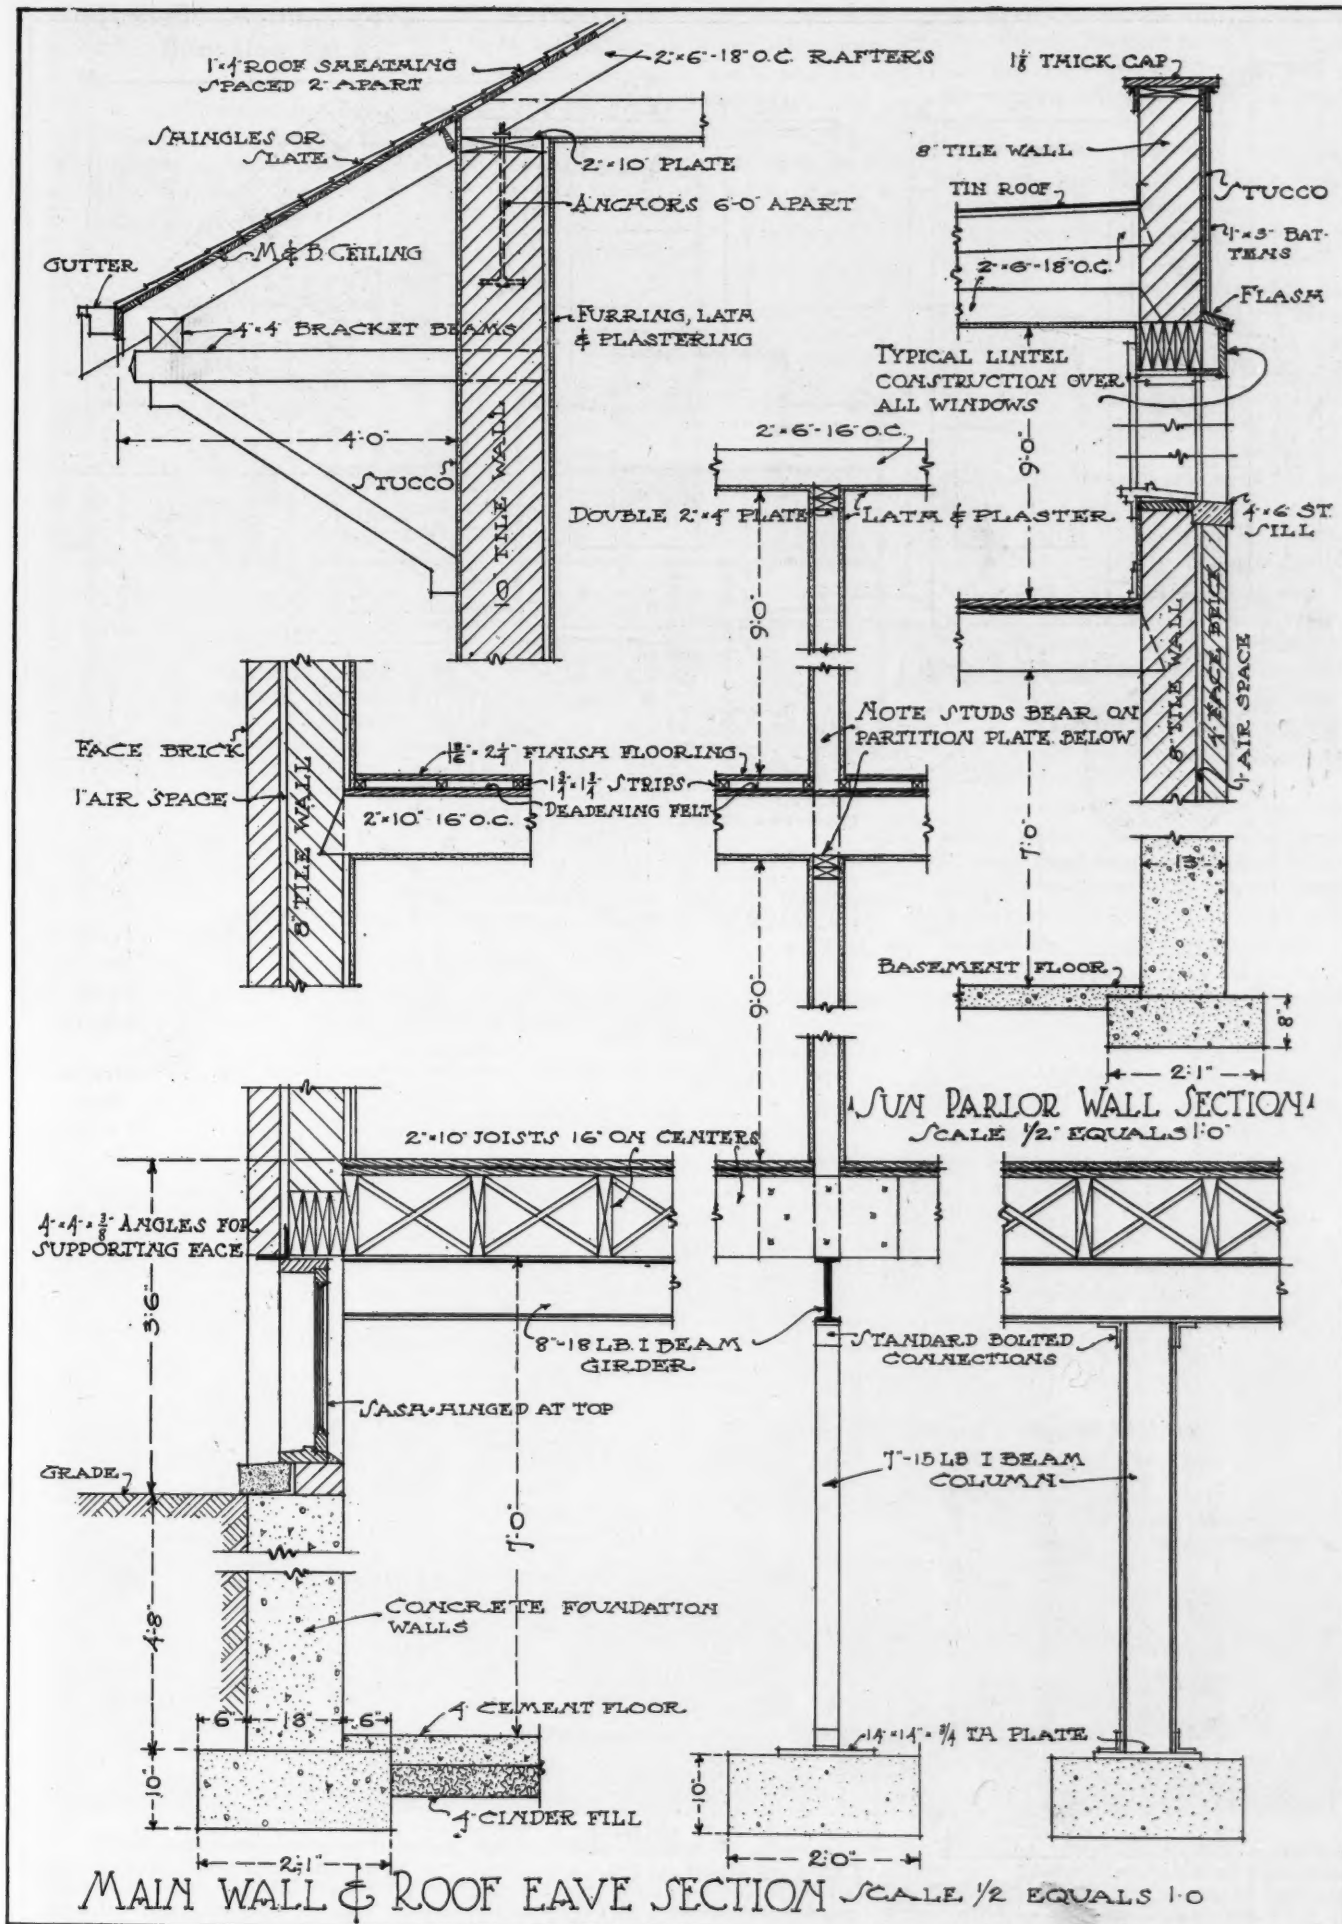 1"×4" ROOF SHEATHING
SPACED 2" APART
2"×6"-18" O.C. RAFTERS
1⅛" THICK CAP
SHINGLES OR
SLATE
2"×10" PLATE
8" TILE WALL
ANCHORS 6'-0" APART
TIN ROOF
STUCCO
M & B CEILING
1"×3" BAT-
TENS
GUTTER
2"×6"-18" O.C.
FLASH
4"×4" BRACKET BEAMS
FURRING, LATH
& PLASTERING
TYPICAL LINTEL
CONSTRUCTION OVER
ALL WINDOWS
4'-0"
2"×6"-16" O.C.
9'-0"
STUCCO
10" TILE WALL
DOUBLE 2"×4" PLATE
LATH & PLASTER
4"×6" ST.
SILL
9'-0"
8" TILE WALL
4" FACE BRICK
1" AIR SPACE
FACE BRICK
1" AIR SPACE
8" TILE WALL
13/16"×2¼" FINISH FLOORING
1¾"×1¾" STRIPS
DEADENING FELT
2"×10" 16" O.C.
NOTE STUDS BEAR ON
PARTITION PLATE BELOW
7'-0"
13"
9'-0"
BASEMENT FLOOR
8"
2'-1"
SUN PARLOR WALL SECTION
SCALE 1/2" EQUALS 1'-0"
2"×10" JOISTS 16" ON CENTERS
4"×4"×⅜" ANGLES FOR
SUPPORTING FACE
3'-6"
8"-18 LB. I BEAM
GIRDER
STANDARD BOLTED
CONNECTIONS
SASH-HINGED AT TOP
GRADE
7"-15 LB I BEAM
COLUMN
7'-0"
4'-8"
CONCRETE FOUNDATION
WALLS
6"
13"
6"
4" CEMENT FLOOR
14"×14"×3/4" PLATE
10"
10"
4" CINDER FILL
2'-1"
2'-0"
MAIN WALL & ROOF EAVE SECTION SCALE 1/2 EQUALS 1-0